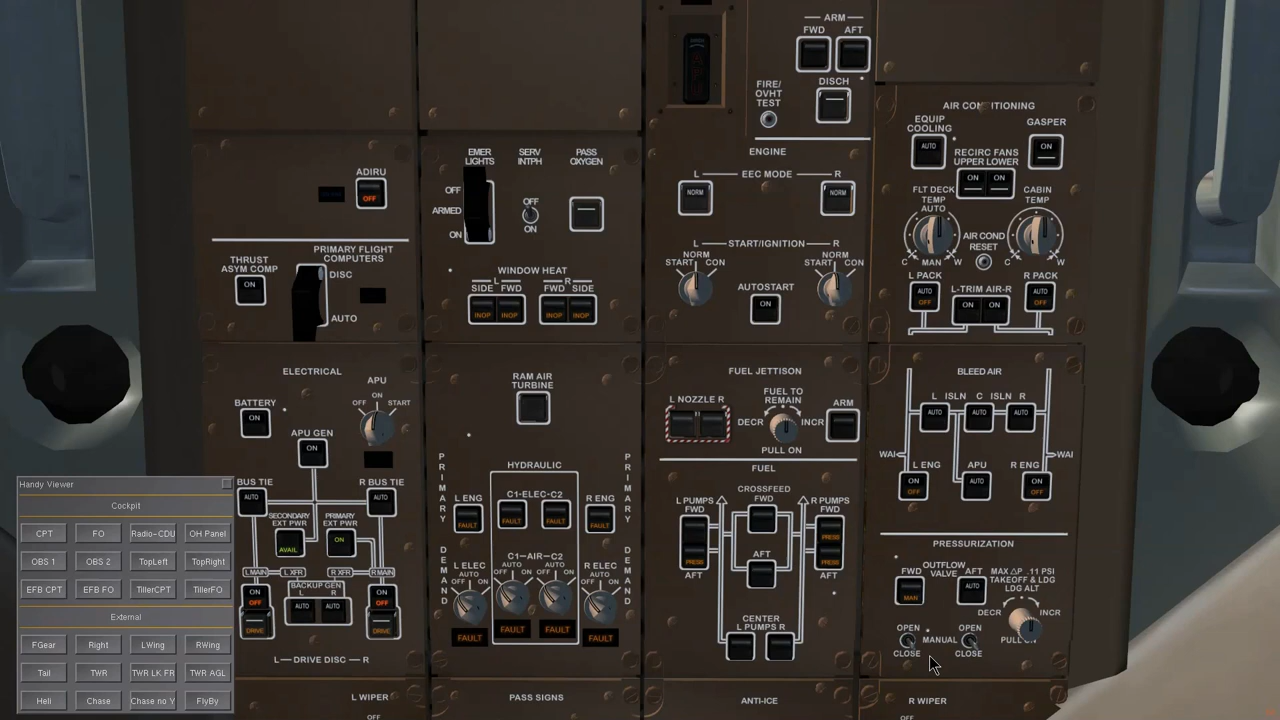 ARM
FWD AFT
FIRE/
OVHT
TEST
DISCH
ADIRU
OFF
PRIMARY FLIGHT
COMPUTERS
THRUST
ASYM COMP
ON
DISC
AUTO
EMER
LIGHTS
SERV
INTPH
PASS
OXYGEN
OFF
ARMED
ON
OFF
ON
WINDOW HEAT
L R
SIDE FWD FWD SIDE
INOP INOP INOP INOP
ENGINE
L EEC MODE R
NORM NORM
L START/IGNITION R
NORM
START CON
NORM
START CON
AUTOSTART
ON
AIR CONDITIONING
EQUIP
COOLING
AUTO
GASPER
ON
RECIRC FANS
UPPER LOWER
ON ON
FLT DECK
TEMP
AUTO
C MAN W
CABIN
TEMP
C W
AIR COND
RESET
L PACK
AUTO
OFF
L-TRIM AIR-R
ON ON
R PACK
AUTO
OFF
ELECTRICAL
BATTERY
ON
APU
OFF ON START
APU GEN
ON
BUS TIE
AUTO
R BUS TIE
AUTO
SECONDARY
EXT PWR
AVAIL
PRIMARY
EXT PWR
ON
L MAIN L XFR R XFR R MAIN
ON
OFF
DRIVE
BACKUP GEN
L R
AUTO AUTO
ON
OFF
DRIVE
L—DRIVE DISC—R
RAM AIR
TURBINE
HYDRAULIC
PRIMARY
PRIMARY
L ENG
FAULT
C1-ELEC-C2
FAULT FAULT
R ENG
FAULT
DEMAND
DEMAND
C1—AIR—C2
AUTO AUTO
OFF ON OFF ON
L ELEC
AUTO
OFF ON
R ELEC
AUTO
OFF ON
FAULT FAULT FAULT FAULT
FUEL JETTISON
L NOZZLE R
FUEL TO
REMAIN
DECR INCR
PULL ON
ARM
FUEL
L PUMPS
FWD
PRESS
AFT
CROSSFEED
FWD
AFT
R PUMPS
FWD
PRESS
PRESS
AFT
CENTER
L PUMPS R
BLEED AIR
L ISLN C ISLN R
AUTO AUTO AUTO
WAI WAI
L ENG
ON
OFF
APU
AUTO
R ENG
ON
OFF
PRESSURIZATION
OUTFLOW
VALVE
FWD
MAN
AFT
AUTO
MAX ΔP .11 PSI
TAKEOFF & LDG
LDG ALT
DECR INCR
PULL ON
OPEN
CLOSE
MANUAL
OPEN
CLOSE
L WIPER
OFF
PASS SIGNS
ANTI-ICE
R WIPER
OFF
Handy Viewer
Cockpit
CPT FO Radio-CDU OH Panel
OBS 1 OBS 2 TopLeft TopRight
EFB CPT EFB FO TillerCPT TillerFO
External
FGear Right LWing RWing
Tail TWR TWR LK FR TWR AGL
Heli Chase Chase no Y FlyBy